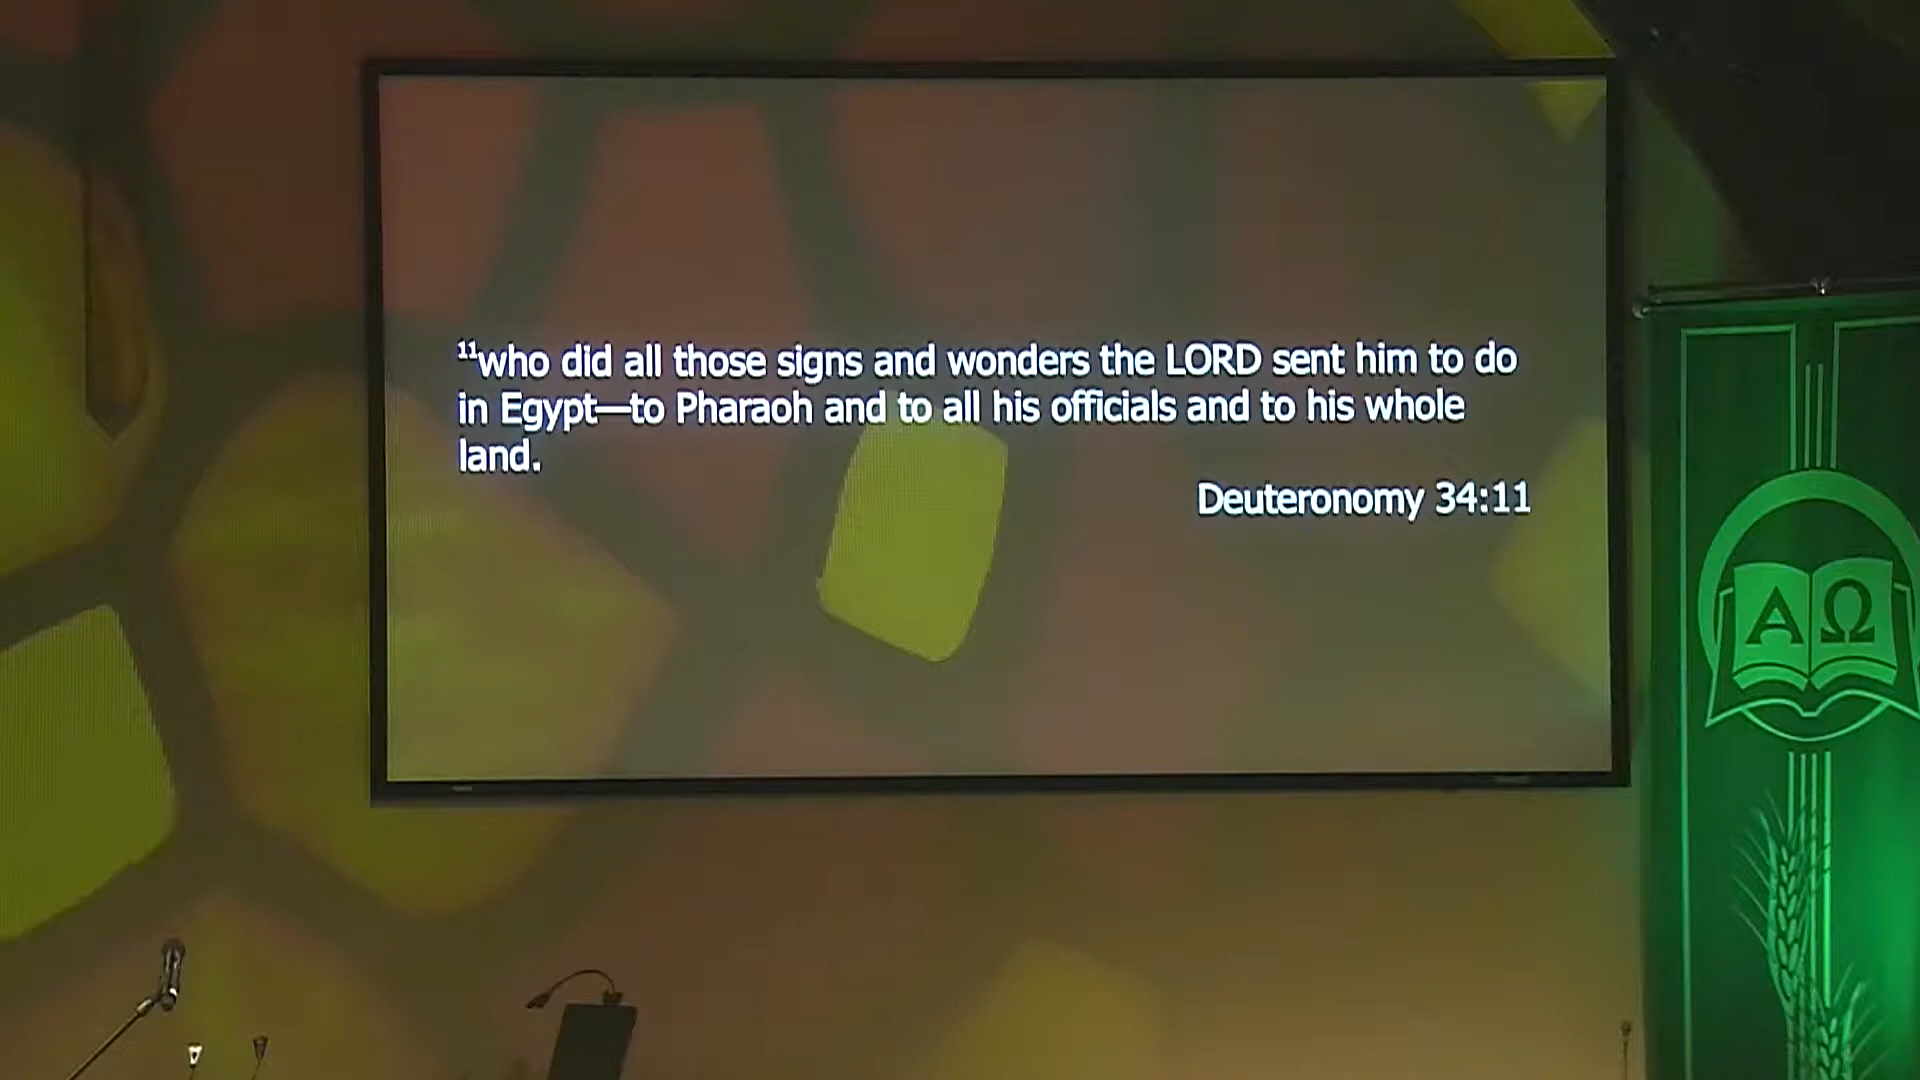 ¹¹who did all those signs and wonders the LORD sent him to do
in Egypt—to Pharaoh and to all his officials and to his whole
land.
Deuteronomy 34:11
Α Ω